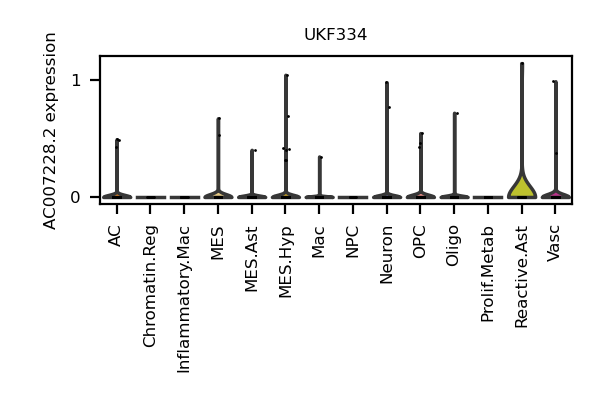 UKF334
AC007228.2 expression
1
0
AC
Chromatin.Reg
Inflammatory.Mac
MES
MES.Ast
MES.Hyp
Mac
NPC
Neuron
OPC
Oligo
Prolif.Metab
Reactive.Ast
Vasc